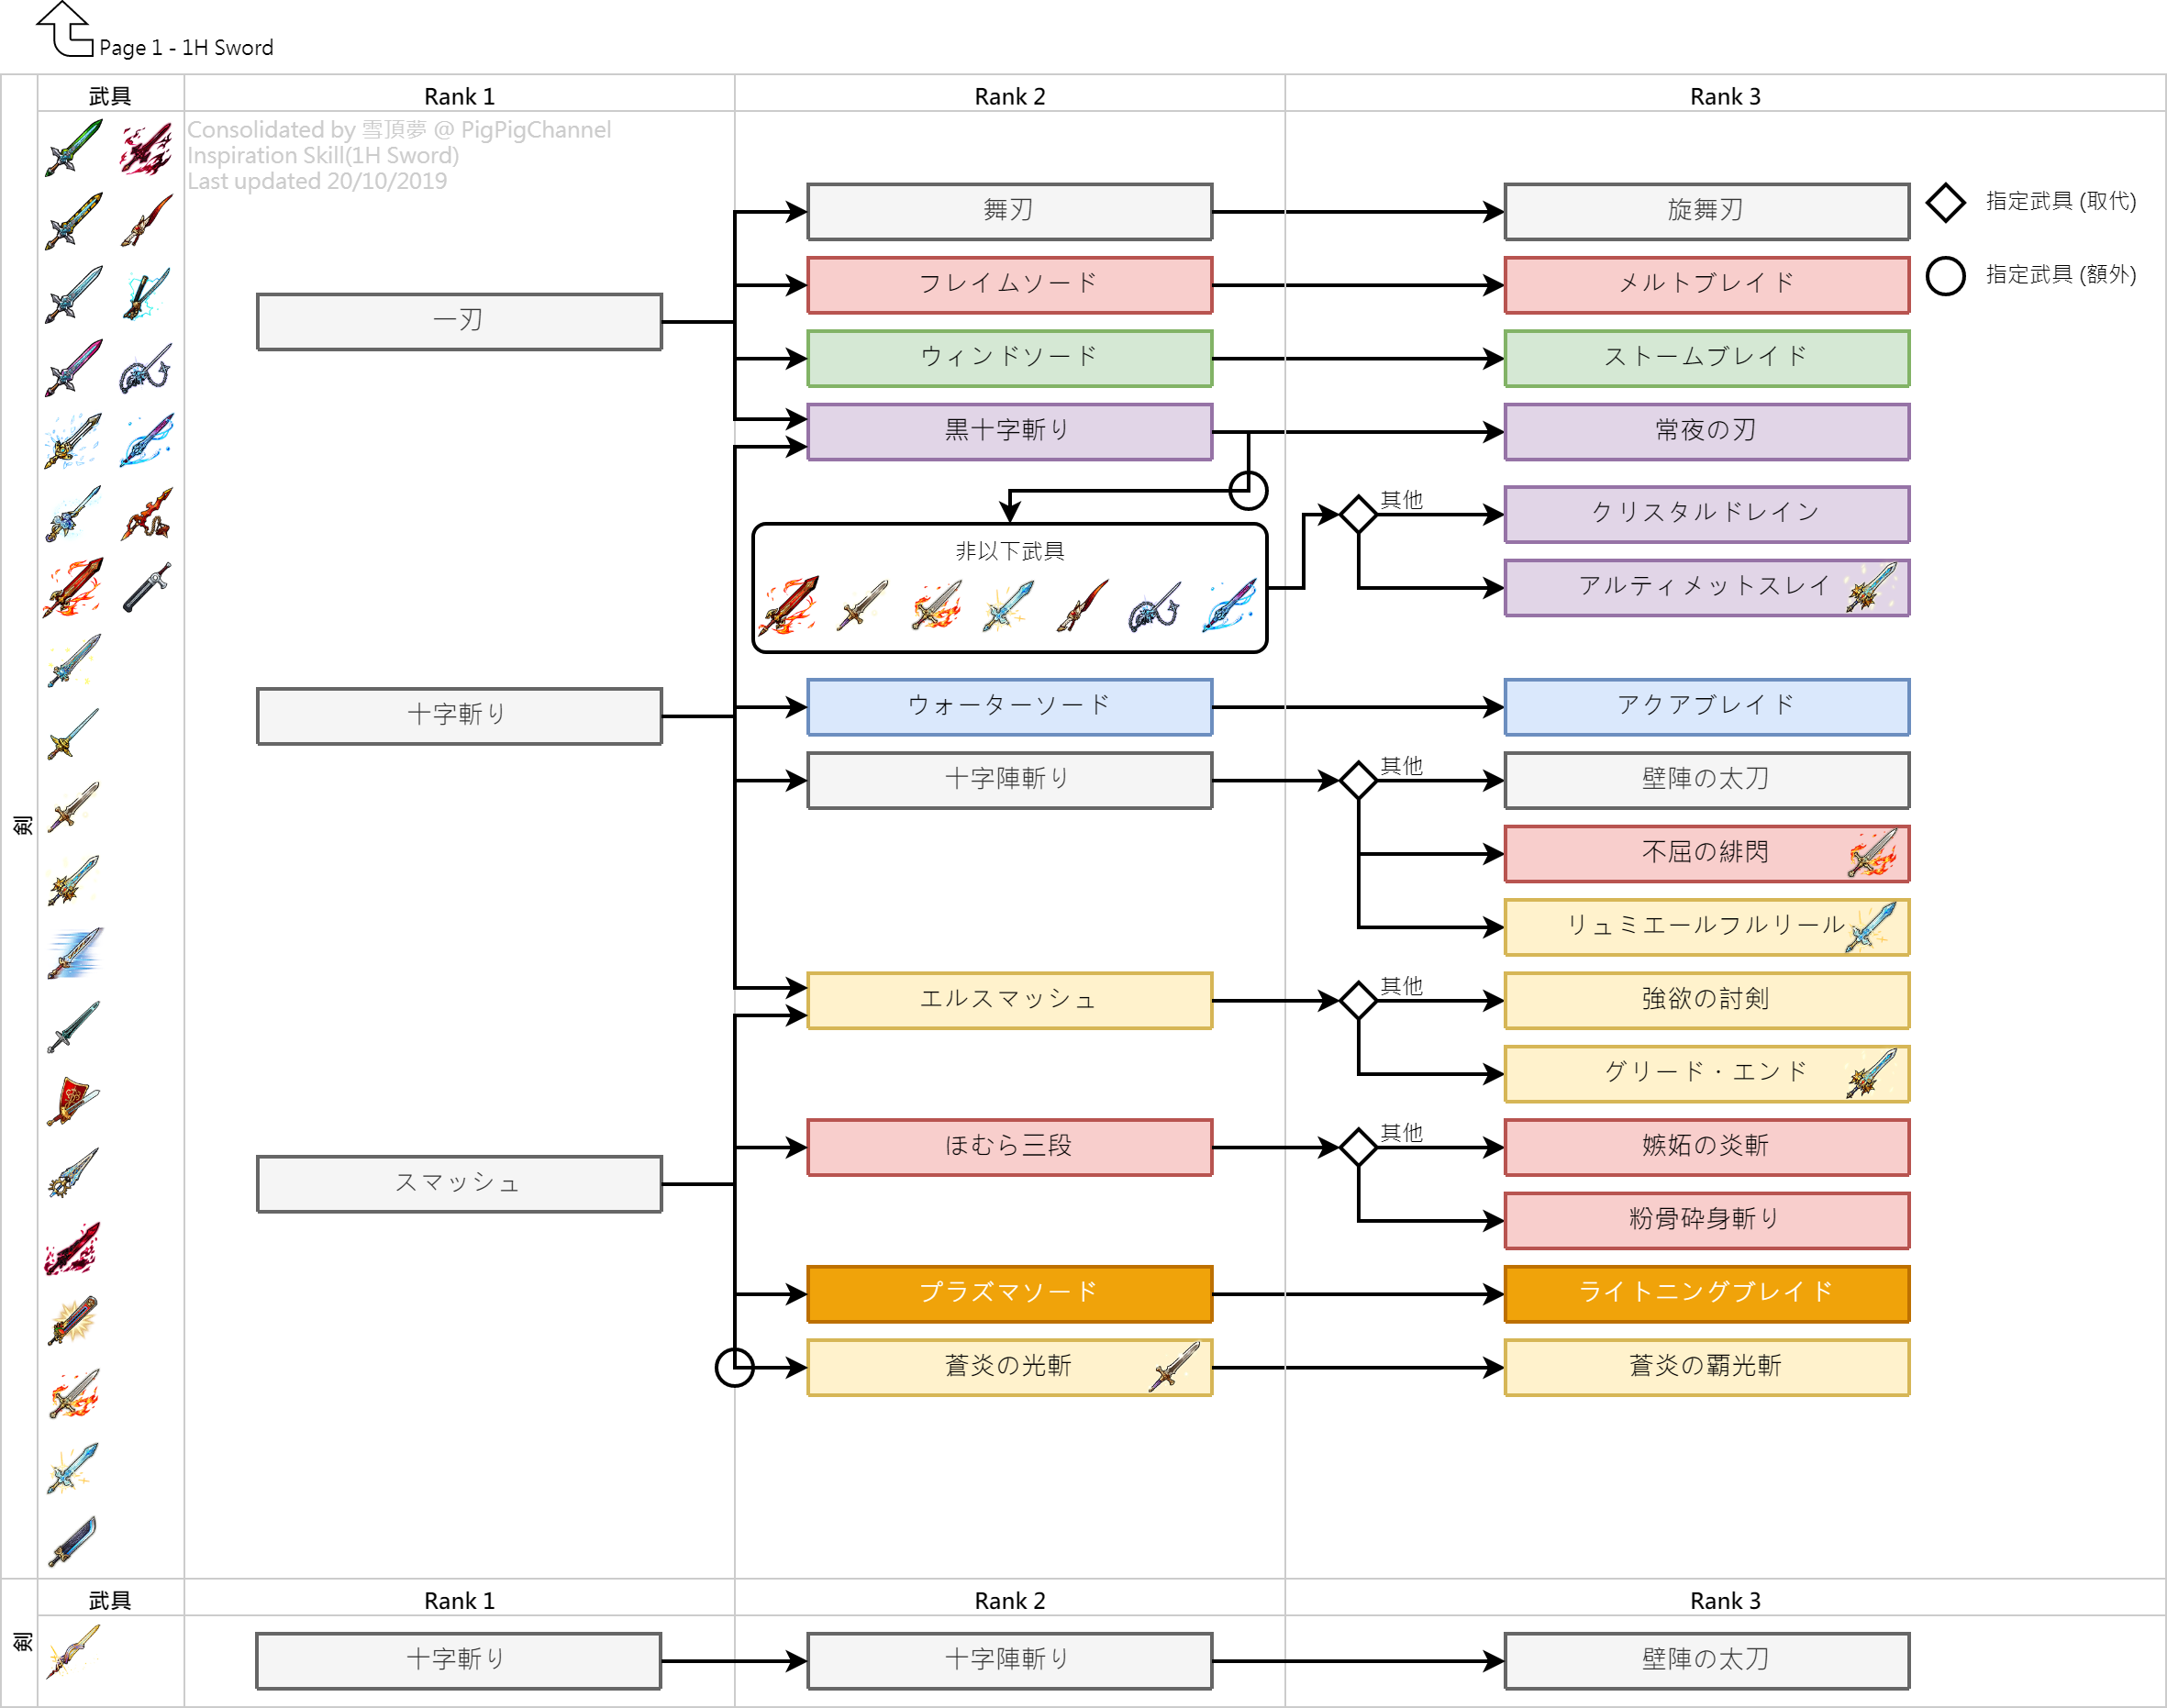 Page 1 - 1H Sword
武具
Rank 1
Rank 2
Rank 3
Consolidated by 雪頂夢 @ PigPigChannel
Inspiration Skill(1H Sword)
Last updated 20/10/2019
剣
舞刃
旋舞刃
指定武具 (取代)
フレイムソード
メルトブレイド
指定武具 (額外)
一刃
ウィンドソード
ストームブレイド
黒十字斬り
常夜の刃
其他
クリスタルドレイン
非以下武具
アルティメットスレイ
十字斬り
ウォーターソード
アクアブレイド
十字陣斬り
其他
壁陣の太刀
不屈の緋閃
リュミエールフルリール
エルスマッシュ
其他
強欲の討剣
グリード・エンド
ほむら三段
其他
嫉妬の炎斬
スマッシュ
粉骨砕身斬り
プラズマソード
ライトニングブレイド
蒼炎の光斬
蒼炎の覇光斬
武具
Rank 1
Rank 2
Rank 3
剣
十字斬り
十字陣斬り
壁陣の太刀